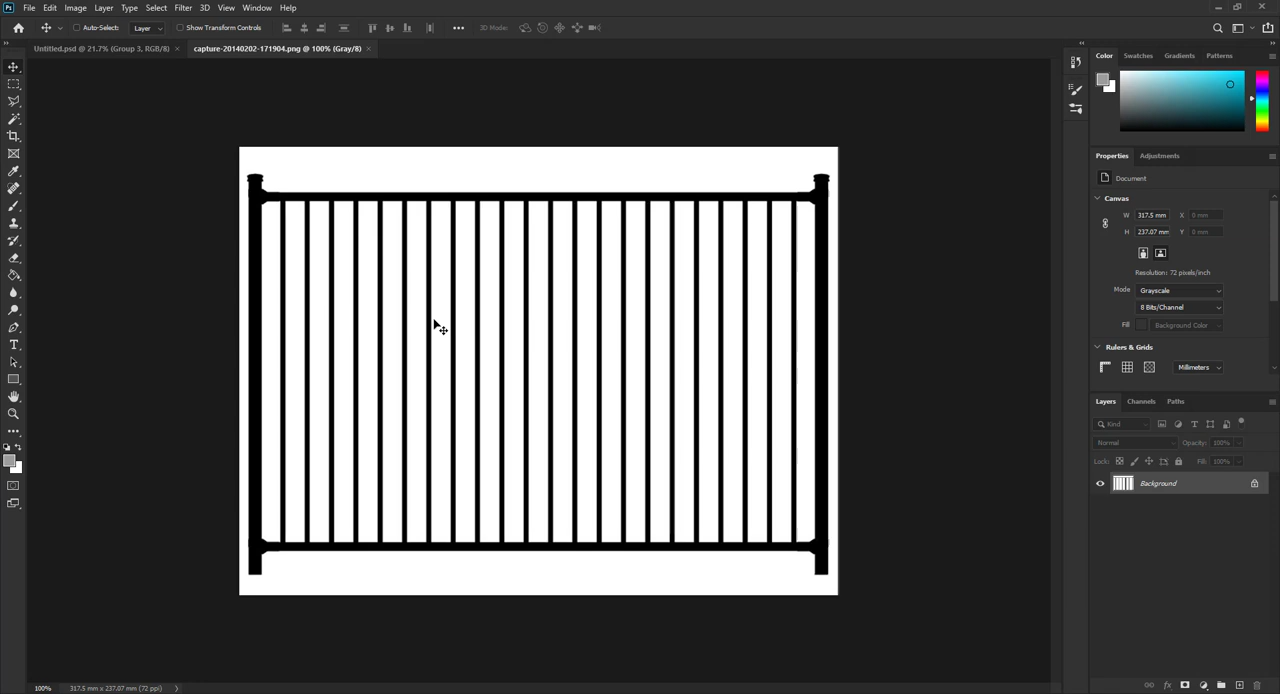 Ps File Edit Image Layer Type Select Filter 3D View Window Help
Auto-Select: Layer Show Transform Controls 3D Mode:
Untitled.psd @ 21.7% (Group 3, RGB/8) × capture-20140202-171904.png @ 100% (Gray/8) ×
Color Swatches Gradients Patterns
Properties Adjustments
Document
Canvas
W 317.5 mm X 0 mm
H 237.07 mm Y 0 mm
Resolution: 72 pixels/inch
Mode Grayscale
8 Bits/Channel
Fill Background Color
Rulers & Grids
Millimeters
Layers Channels Paths
Kind
Normal Opacity: 100%
Lock: Fill: 100%
Background
T
fx
100% 317.5 mm x 237.07 mm (72 ppi)